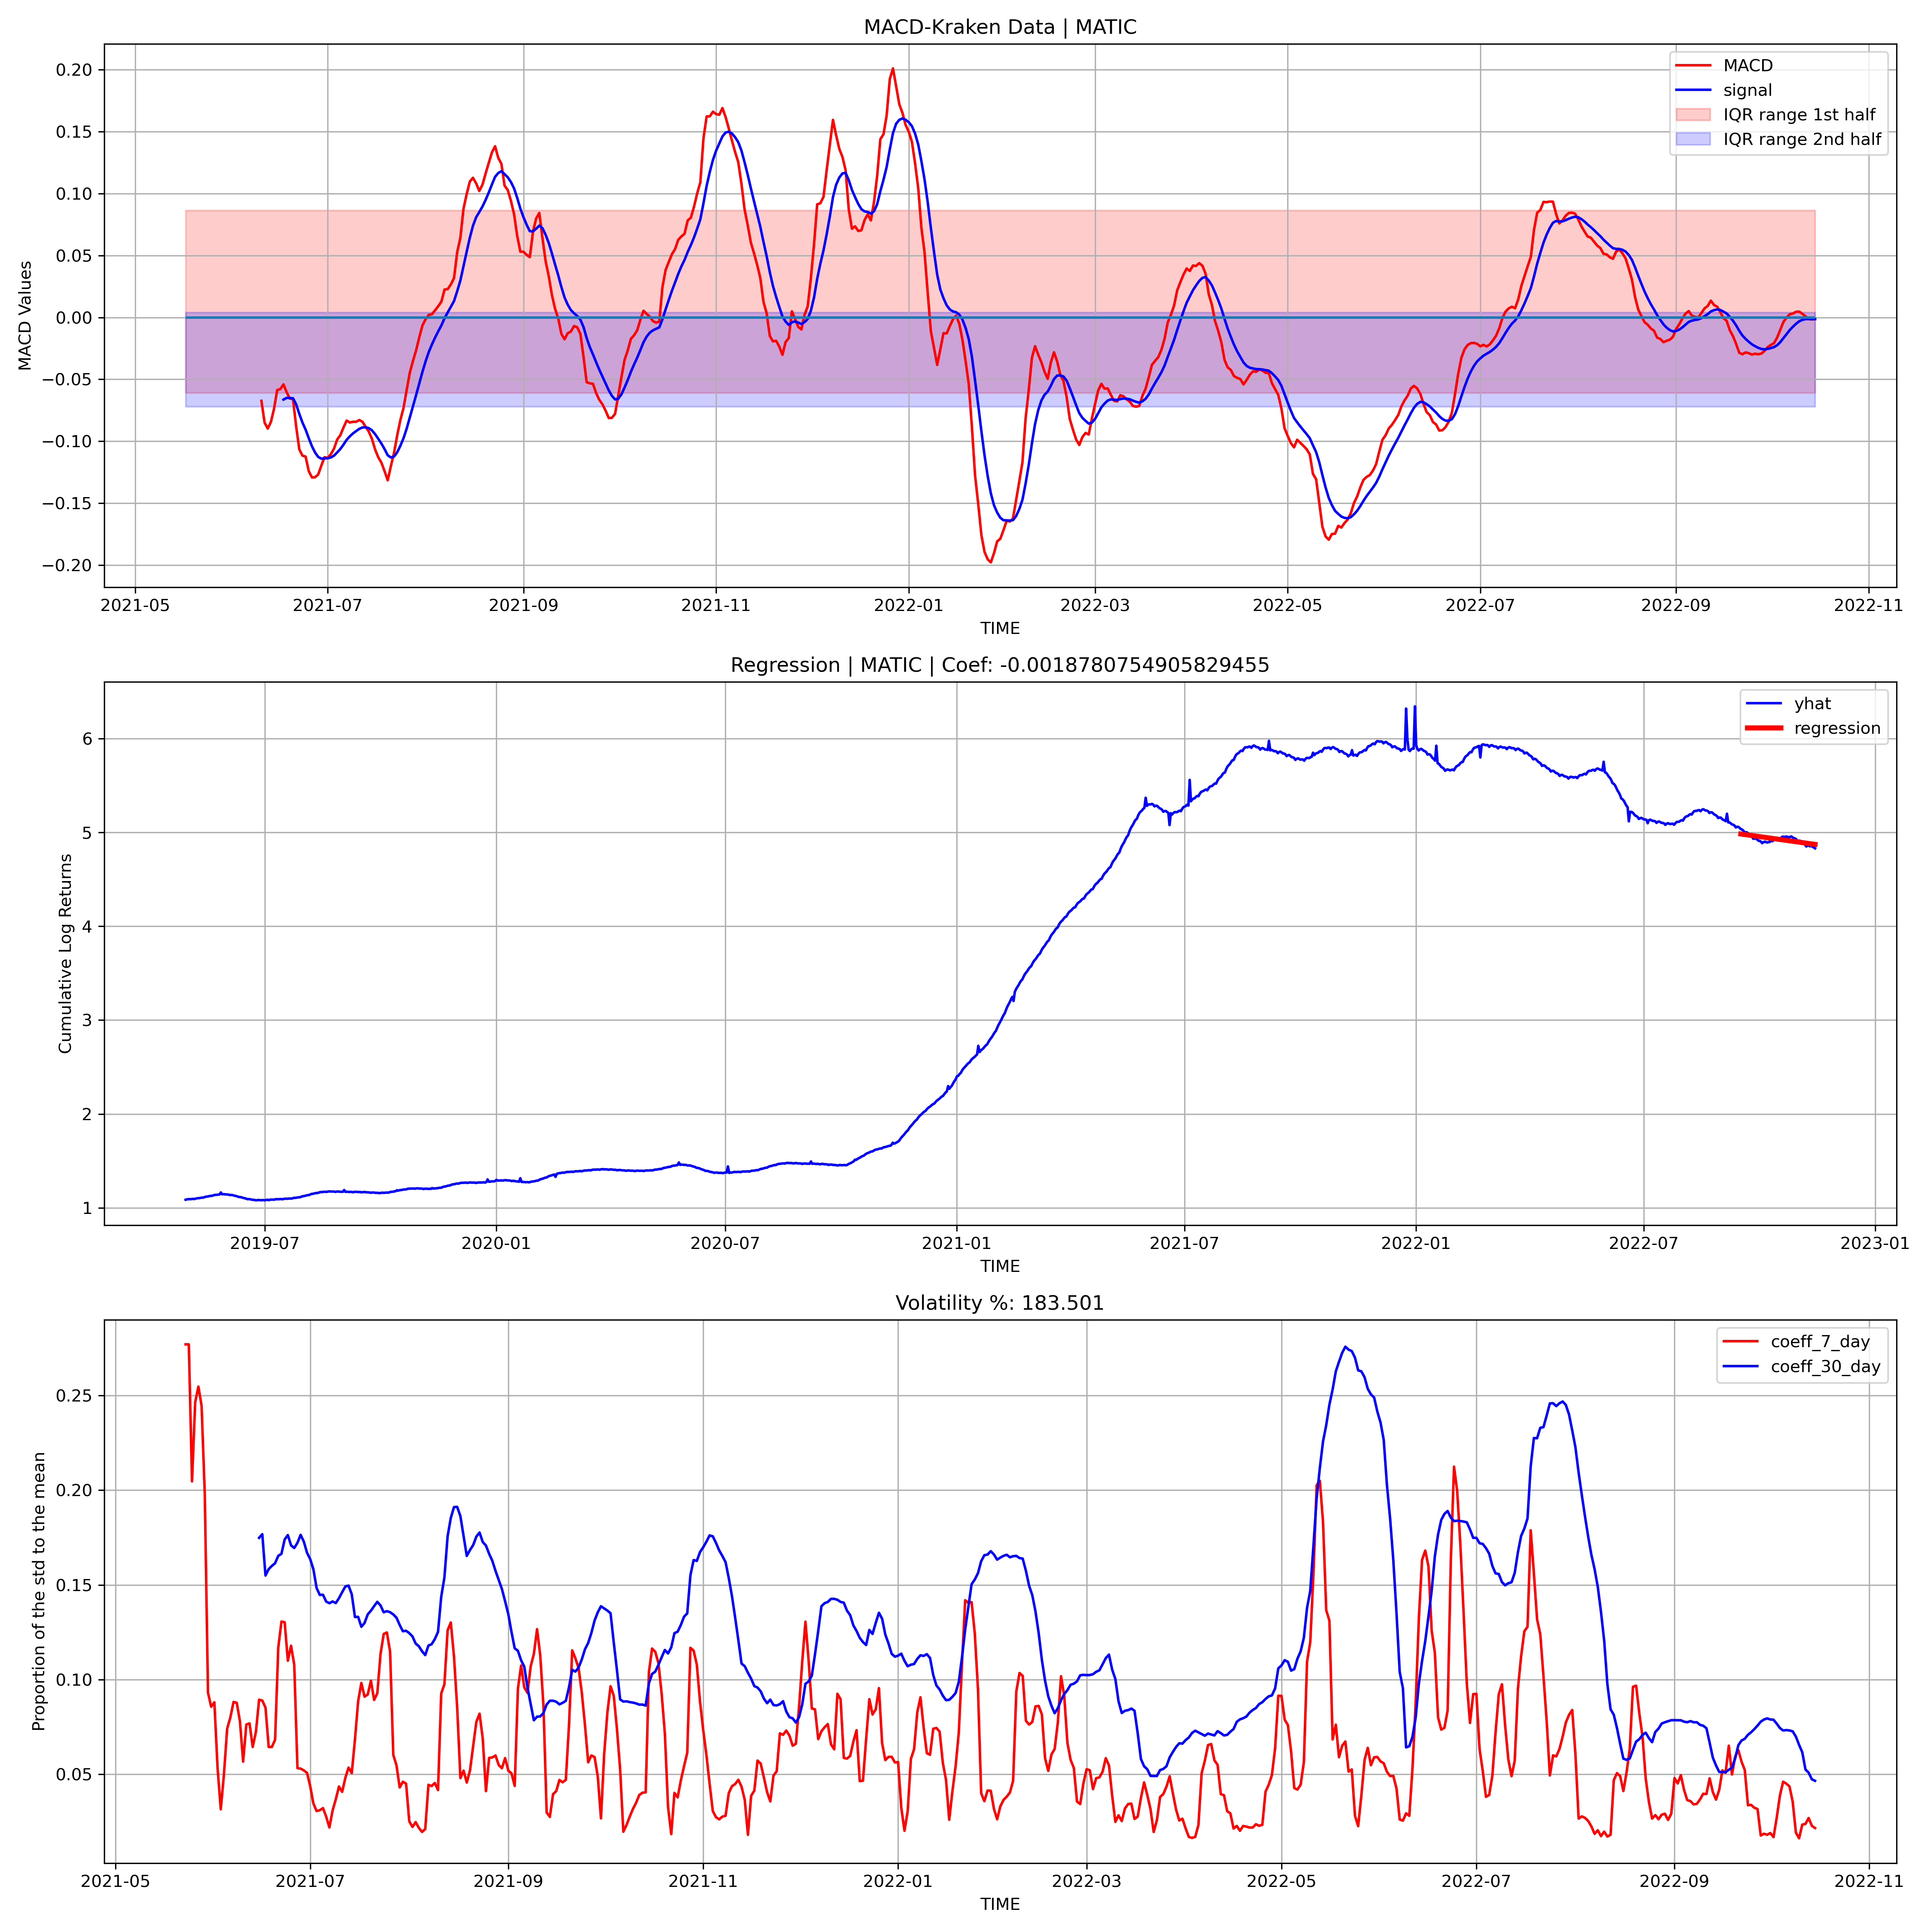 MACD-Kraken Data | MATIC
MACD Values
0.20
0.15
0.10
0.05
0.00
−0.05
−0.10
−0.15
−0.20
MACD
signal
IQR range 1st half
IQR range 2nd half
2021-05 2021-07 2021-09 2021-11 2022-01 2022-03 2022-05 2022-07 2022-09 2022-11
TIME
Regression | MATIC | Coef: -0.0018780754905829455
Cumulative Log Returns
6
5
4
3
2
1
yhat
regression
2019-07 2020-01 2020-07 2021-01 2021-07 2022-01 2022-07 2023-01
TIME
Volatility %: 183.501
Proportion of the std to the mean
0.25
0.20
0.15
0.10
0.05
coeff_7_day
coeff_30_day
2021-05 2021-07 2021-09 2021-11 2022-01 2022-03 2022-05 2022-07 2022-09 2022-11
TIME